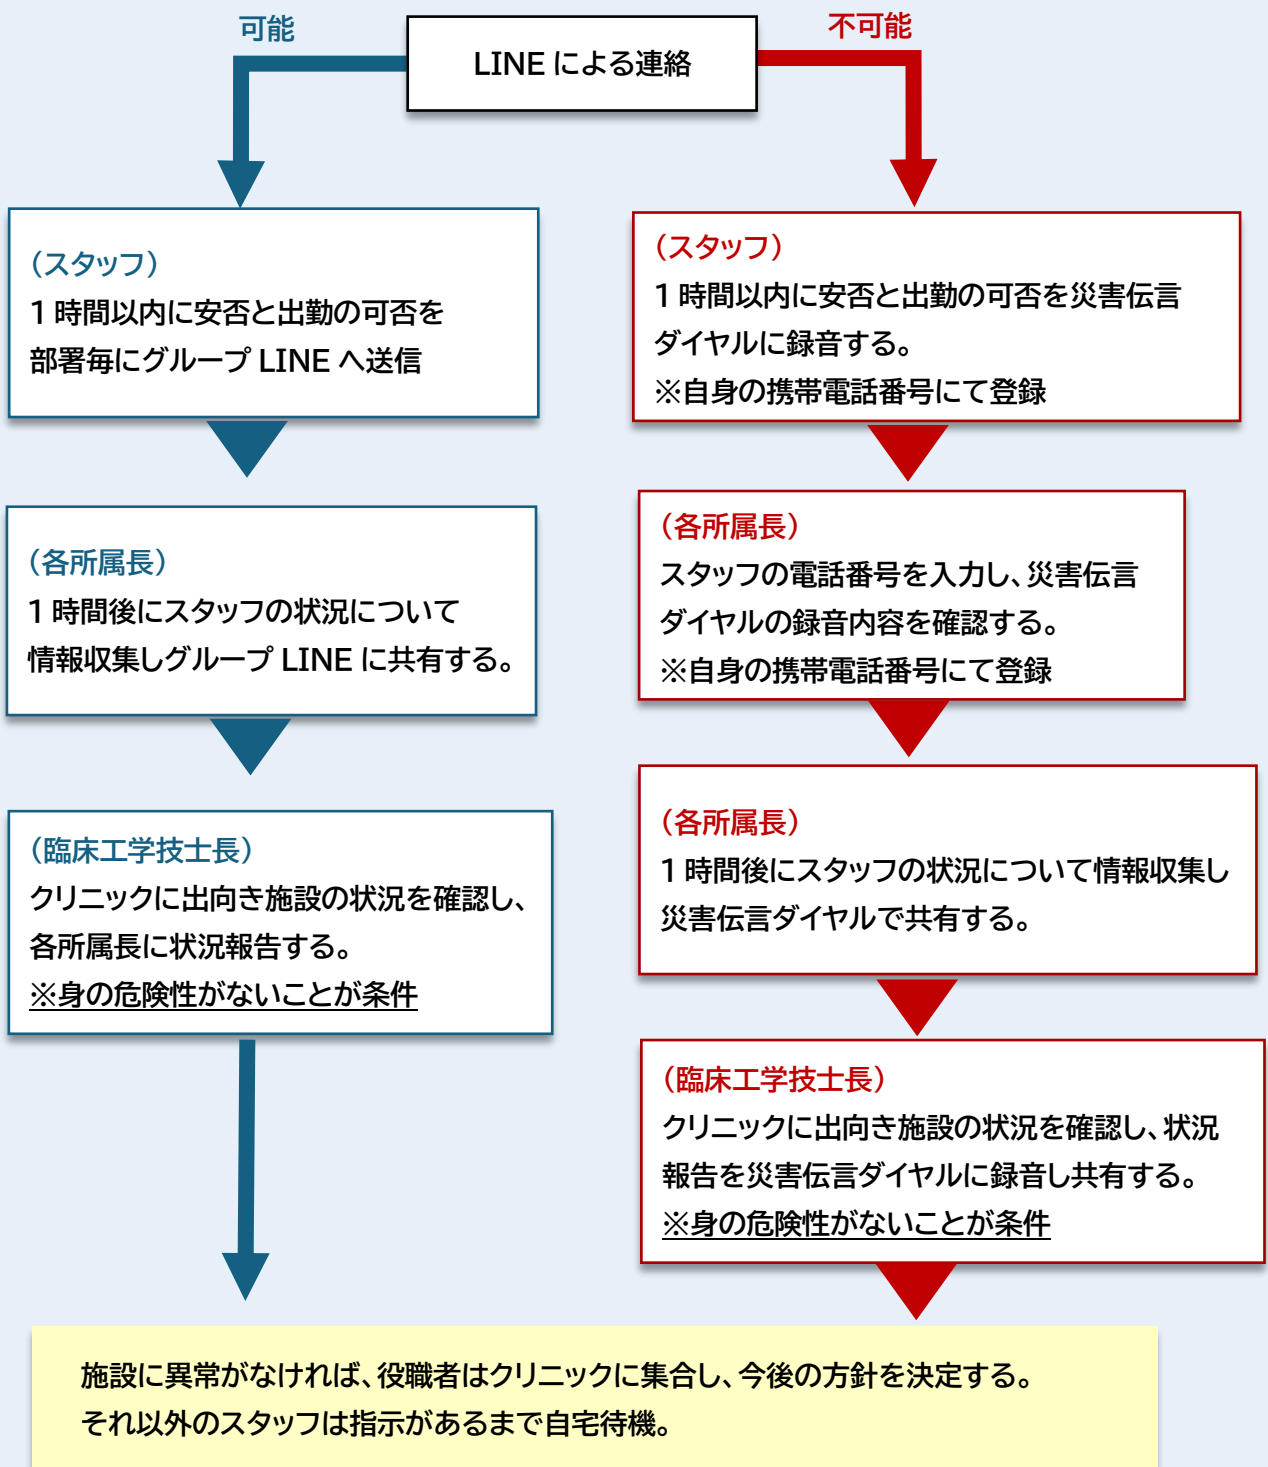 可能
LINE による連絡
不可能
（スタッフ）
1 時間以内に安否と出勤の可否を
部署毎にグループ LINE へ送信
（各所属長）
1 時間後にスタッフの状況について
情報収集しグループ LINE に共有する。
（臨床工学技士長）
クリニックに出向き施設の状況を確認し、
各所属長に状況報告する。
※身の危険性がないことが条件
（スタッフ）
1 時間以内に安否と出勤の可否を災害伝言
ダイヤルに録音する。
※自身の携帯電話番号にて登録
（各所属長）
スタッフの電話番号を入力し、災害伝言
ダイヤルの録音内容を確認する。
※自身の携帯電話番号にて登録
（各所属長）
1 時間後にスタッフの状況について情報収集し
災害伝言ダイヤルで共有する。
（臨床工学技士長）
クリニックに出向き施設の状況を確認し、状況
報告を災害伝言ダイヤルに録音し共有する。
※身の危険性がないことが条件
施設に異常がなければ、役職者はクリニックに集合し、今後の方針を決定する。
それ以外のスタッフは指示があるまで自宅待機。